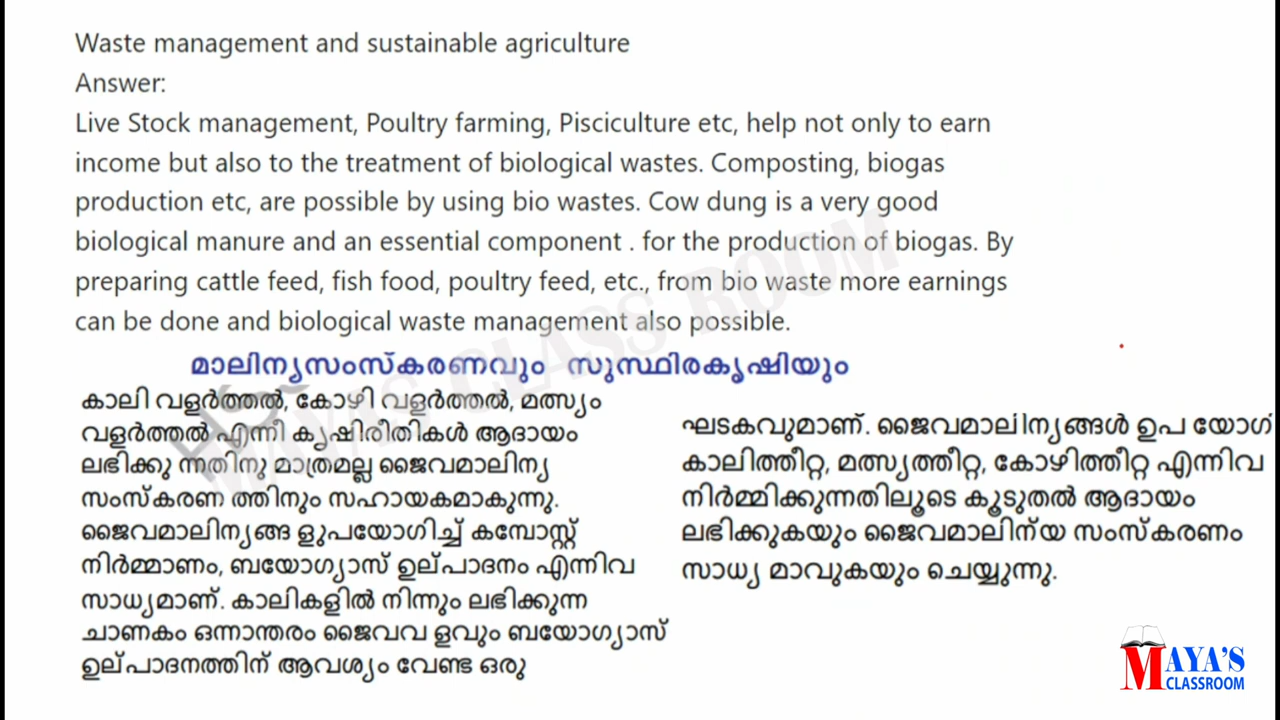 Waste management and sustainable agriculture
Answer:
Live Stock management, Poultry farming, Pisciculture etc, help not only to earn
income but also to the treatment of biological wastes. Composting, biogas
production etc, are possible by using bio wastes. Cow dung is a very good
biological manure and an essential component . for the production of biogas. By
preparing cattle feed, fish food, poultry feed, etc., from bio waste more earnings
can be done and biological waste management also possible.
മാലിന്യസംസ്കരണവും സുസ്ഥിരകൃഷിയും
കാലി വളർത്തൽ, കോഴി വളർത്തൽ, മത്സ്യം
വളർത്തൽ എന്നീ കൃഷിരീതികൾ ആദായം
ലഭിക്കു ന്നതിനു മാത്രമല്ല ജൈവമാലിന്യ
സംസ്കരണ ത്തിനും സഹായകമാകുന്നു.
ജൈവമാലിന്യങ്ങ ളുപയോഗിച്ച് കമ്പോസ്റ്റ്
നിർമ്മാണം, ബയോഗ്യാസ് ഉല്പാദനം എന്നിവ
സാധ്യമാണ്. കാലികളിൽ നിന്നും ലഭിക്കുന്ന
ചാണകം ഒന്നാന്തരം ജൈവവ ളവും ബയോഗ്യാസ്
ഉല്പാദനത്തിന് ആവശ്യം വേണ്ട ഒരു
ഘടകവുമാണ്. ജൈവമാലിന്യങ്ങൾ ഉപ യോഗി
കാലിത്തീറ്റ, മത്സ്യത്തീറ്റ, കോഴിത്തീറ്റ എന്നിവ
നിർമ്മിക്കുന്നതിലൂടെ കൂടുതൽ ആദായം
ലഭിക്കുകയും ജൈവമാലിന്യ സംസ്കരണം
സാധ്യ മാവുകയും ചെയ്യുന്നു.
MAYAS CLASS ROOM
MAYA'S
CLASSROOM